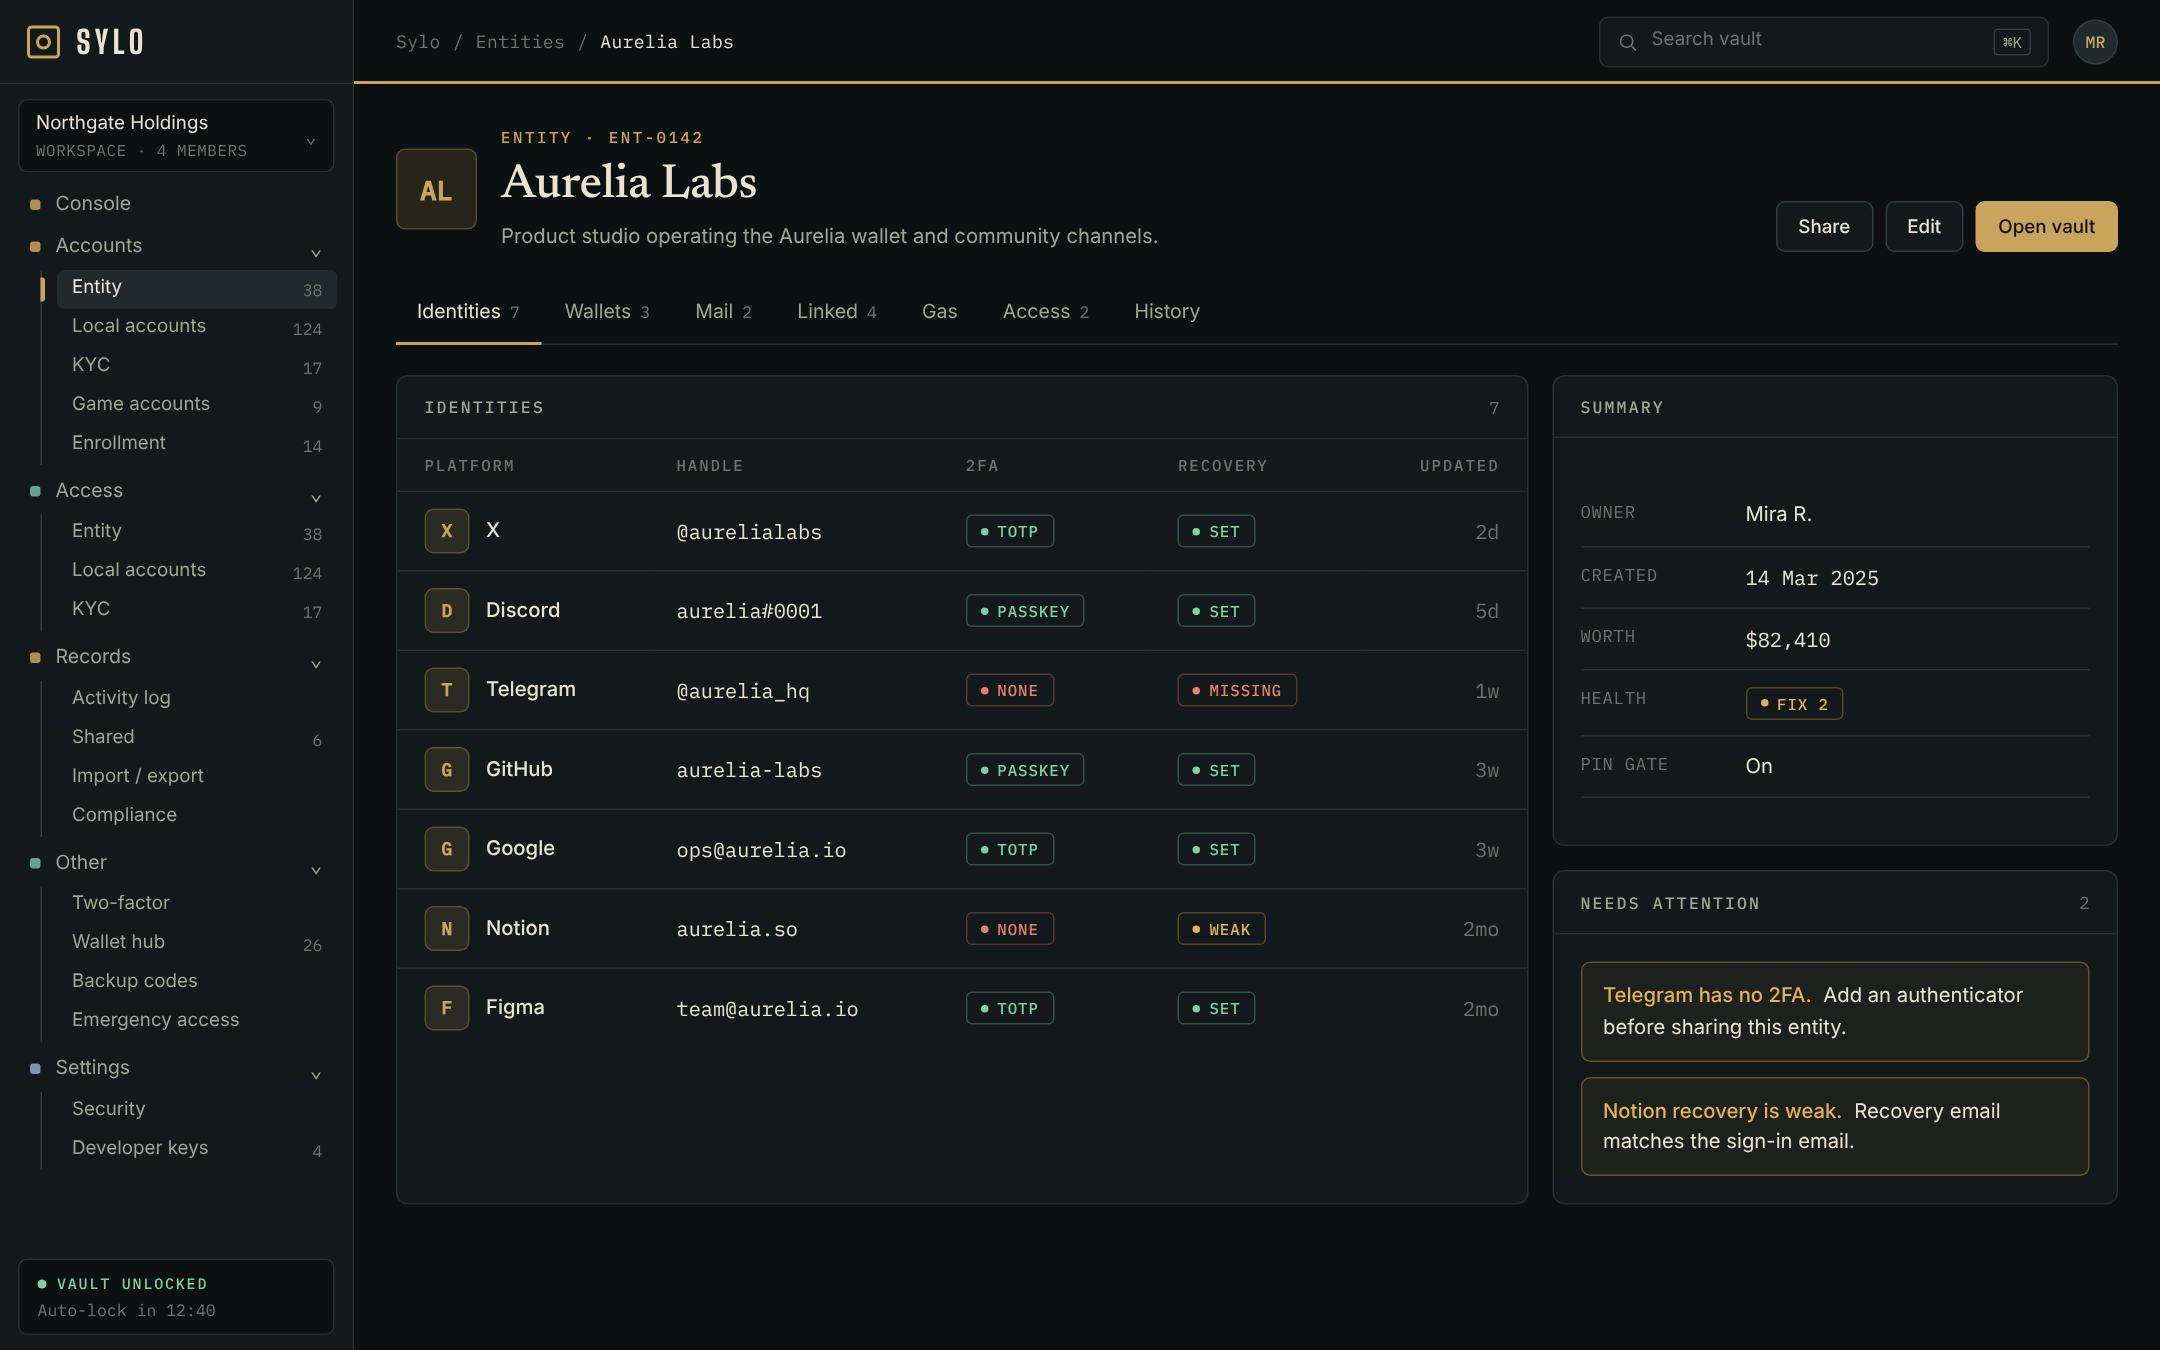 SYLO
Northgate Holdings
WORKSPACE · 4 MEMBERS
Console
Accounts
Entity 38
Local accounts 124
KYC 17
Game accounts 9
Enrollment 14
Access
Entity 38
Local accounts 124
KYC 17
Records
Activity log
Shared 6
Import / export
Compliance
Other
Two-factor
Wallet hub 26
Backup codes
Emergency access
Settings
Security
Developer keys 4
VAULT UNLOCKED
Auto-lock in 12:40
Sylo / Entities / Aurelia Labs
Search vault ⌘K
MR
AL
ENTITY · ENT-0142
Aurelia Labs
Product studio operating the Aurelia wallet and community channels.
Share Edit Open vault
Identities 7 Wallets 3 Mail 2 Linked 4 Gas Access 2 History
IDENTITIES 7
PLATFORM HANDLE 2FA RECOVERY UPDATED
X X @aurelialabs TOTP SET 2d
D Discord aurelia#0001 PASSKEY SET 5d
T Telegram @aurelia_hq NONE MISSING 1w
G GitHub aurelia-labs PASSKEY SET 3w
G Google ops@aurelia.io TOTP SET 3w
N Notion aurelia.so NONE WEAK 2mo
F Figma team@aurelia.io TOTP SET 2mo
SUMMARY
OWNER Mira R.
CREATED 14 Mar 2025
WORTH $82,410
HEALTH FIX 2
PIN GATE On
NEEDS ATTENTION 2
Telegram has no 2FA. Add an authenticator
before sharing this entity.
Notion recovery is weak. Recovery email
matches the sign-in email.